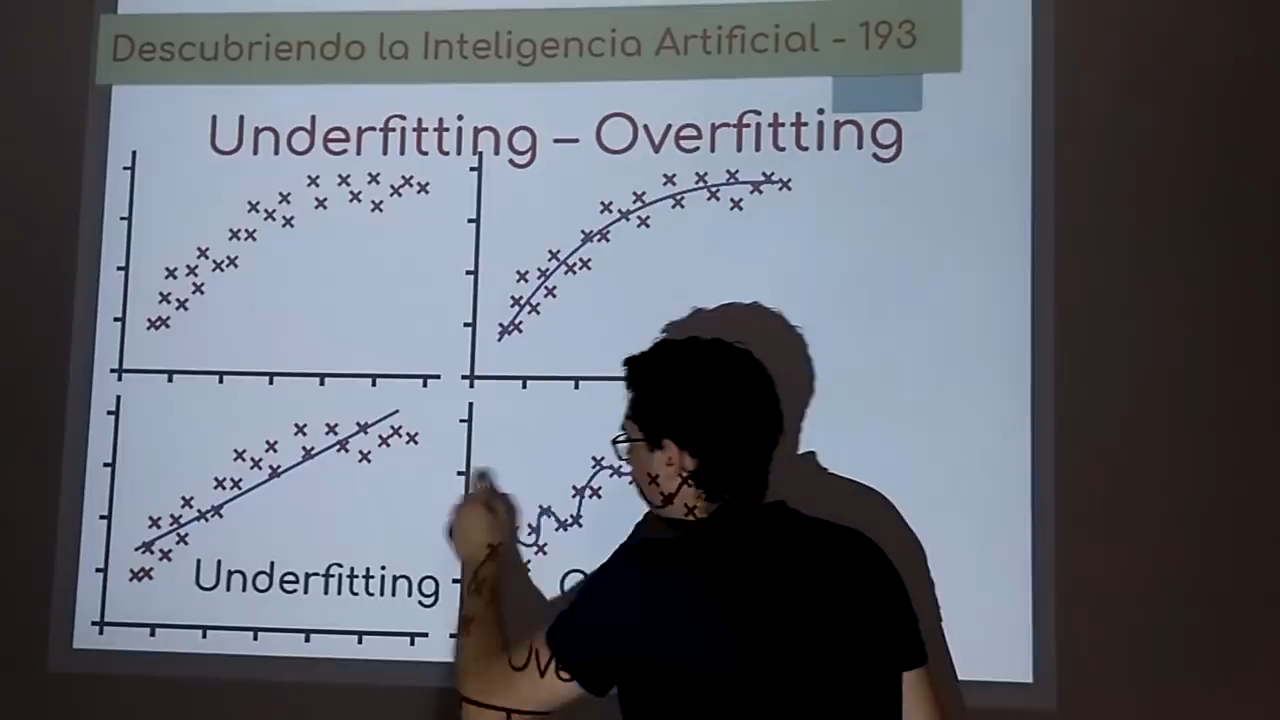 Descubriendo la Inteligencia Artificial - 193
Underfitting – Overfitting
Underfitting